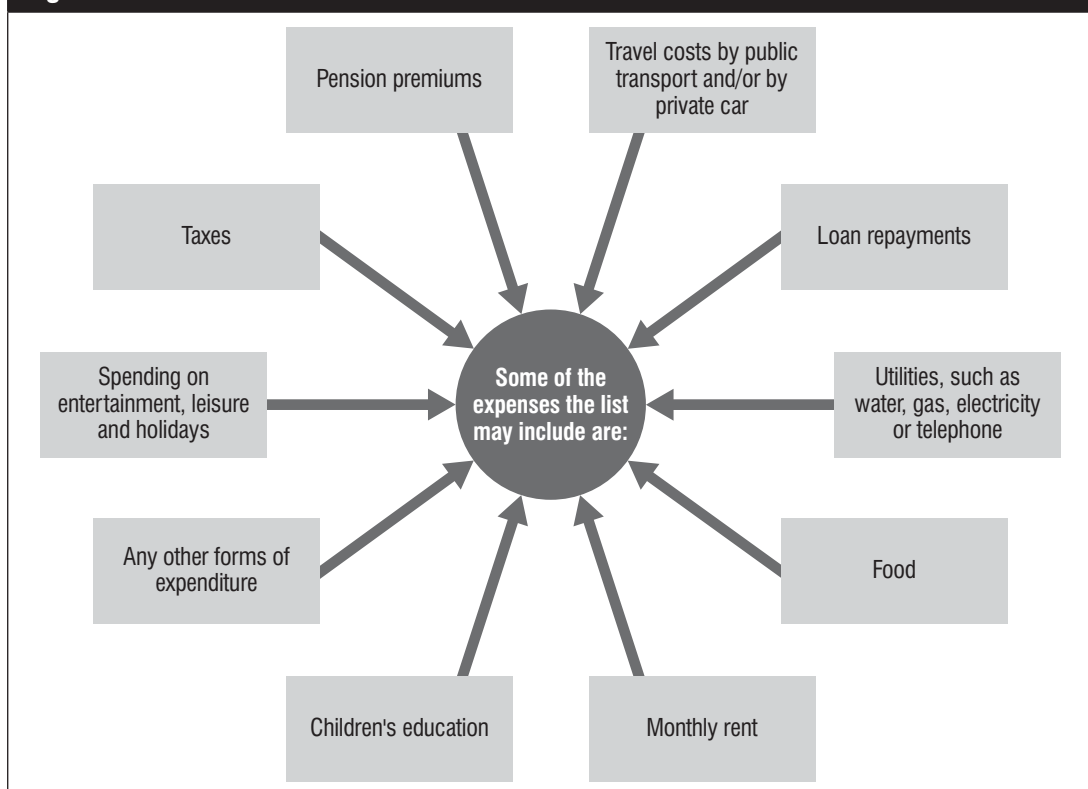 Pension premiums
Travel costs by public
transport and/or by
private car
Taxes
Loan repayments
Spending on
entertainment, leisure
and holidays
Some of the
expenses the list
may include are:
Utilities, such as
water, gas, electricity
or telephone
Any other forms of
expenditure
Food
Children's education
Monthly rent